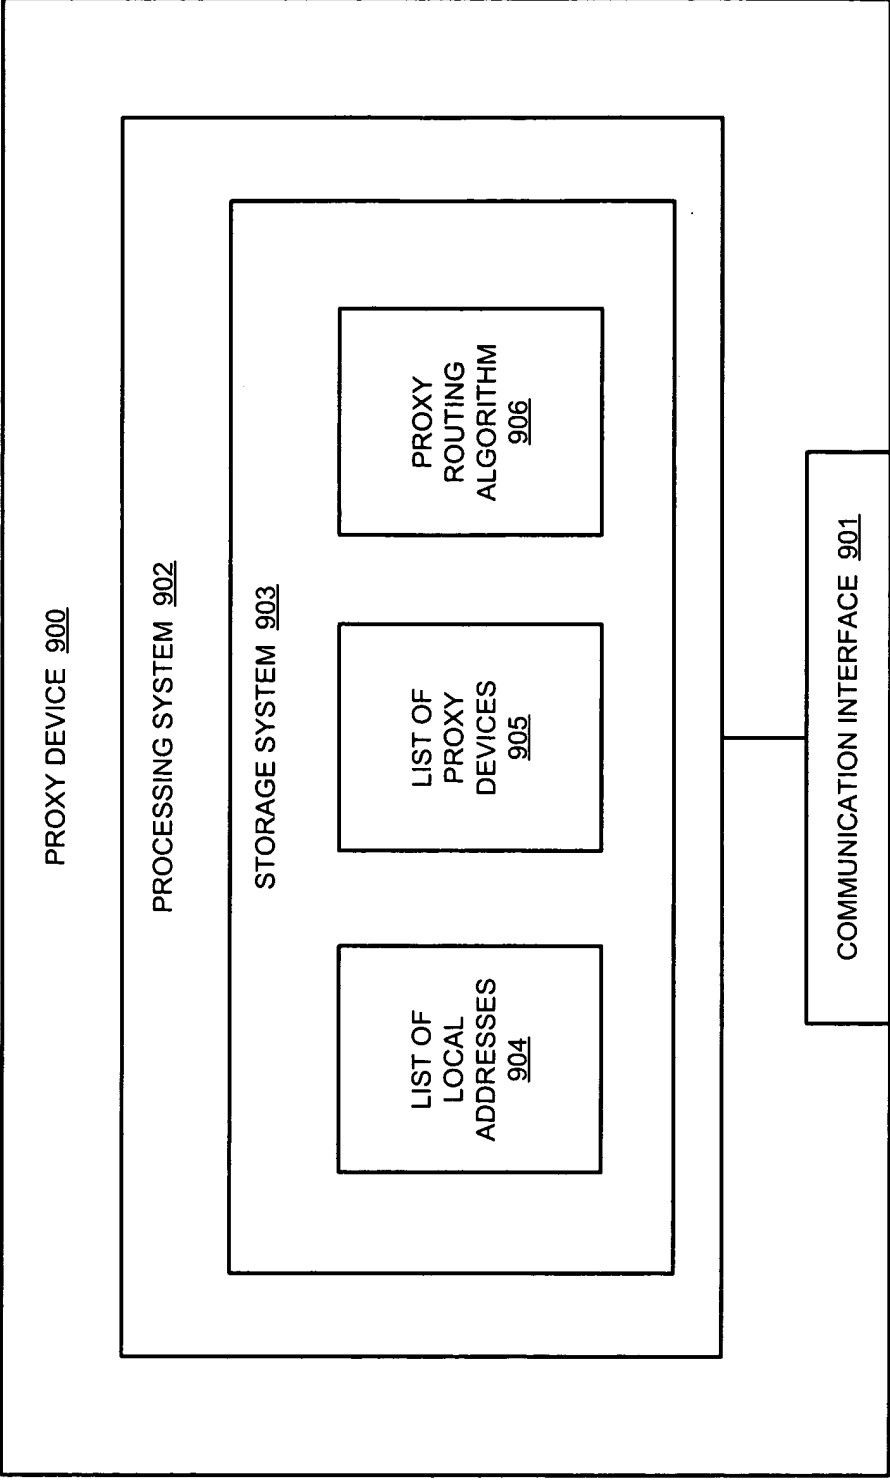 PROXY DEVICE 900
PROCESSING SYSTEM 902
STORAGE SYSTEM 903
LIST OF
LOCAL
ADDRESSES
904
LIST OF
PROXY
DEVICES
905
PROXY
ROUTING
ALGORITHM
906
COMMUNICATION INTERFACE 901